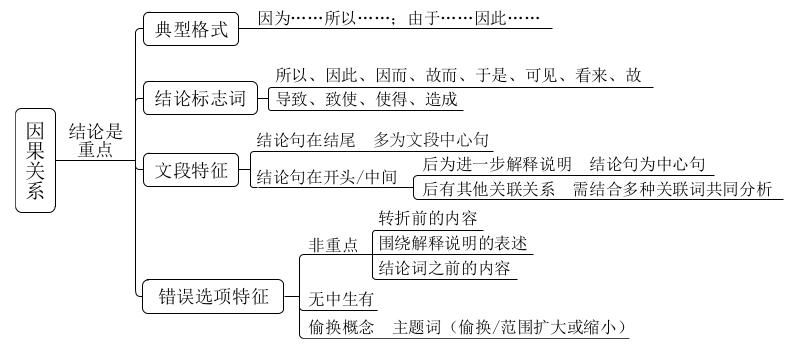 因果关系
结论是
重点
典型格式
因为……所以……；由于……因此……
结论标志词
所以、因此、因而、故而、于是、可见、看来、故
导致、致使、使得、造成
文段特征
结论句在结尾 多为文段中心句
结论句在开头/中间
后为进一步解释说明 结论句为中心句
后有其他关联关系 需结合多种关联词共同分析
错误选项特征
非重点
转折前的内容
围绕解释说明的表述
结论词之前的内容
无中生有
偷换概念 主题词（偷换/范围扩大或缩小）